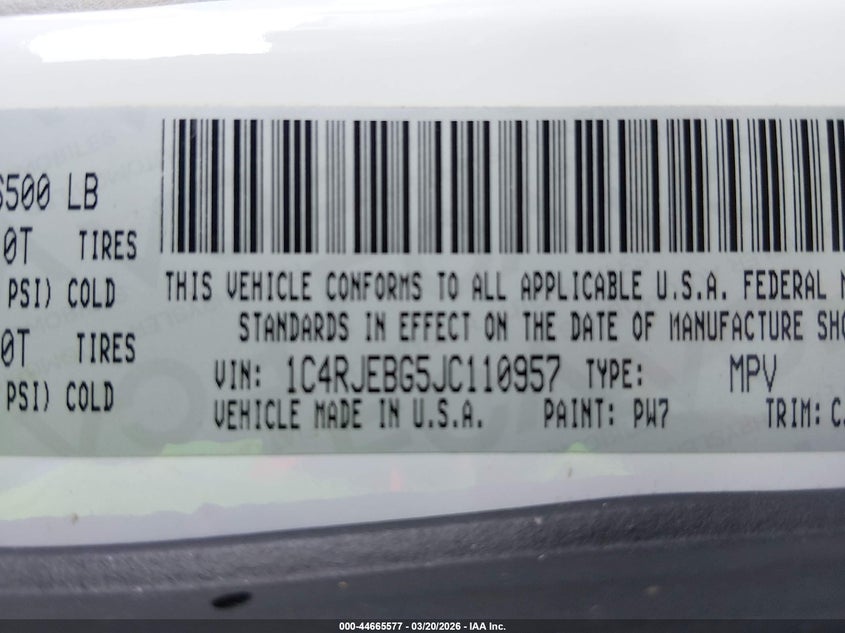 6500 LB
0T TIRES
PSI) COLD
0T TIRES
PSI) COLD
THIS VEHICLE CONFORMS TO ALL APPLICABLE U.S.A. FEDERAL
STANDARDS IN EFFECT ON THE DATE OF MANUFACTURE
VIN: 1C4RJEBG5JC110957 TYPE: MPV
VEHICLE MADE IN U.S.A. PAINT: PW7 TRIM:
000-44665577 - 03/20/2026 - IAA Inc.